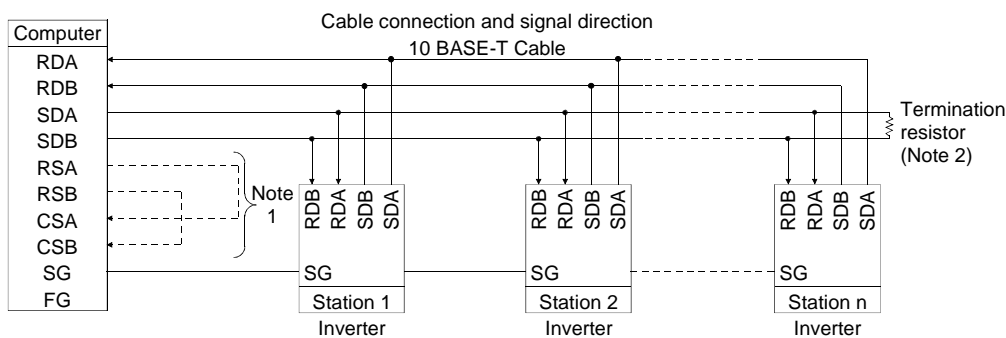 Cable connection and signal direction
10 BASE-T Cable
Computer
RDA
RDB
SDA
SDB
RSA
RSB
CSA
CSB
SG
FG
Note
1
Termination
resistor
(Note 2)
RDB
RDA
SDB
SDA
SG
Station 1
Inverter
RDB
RDA
SDB
SDA
SG
Station 2
Inverter
RDB
RDA
SDB
SDA
SG
Station n
Inverter